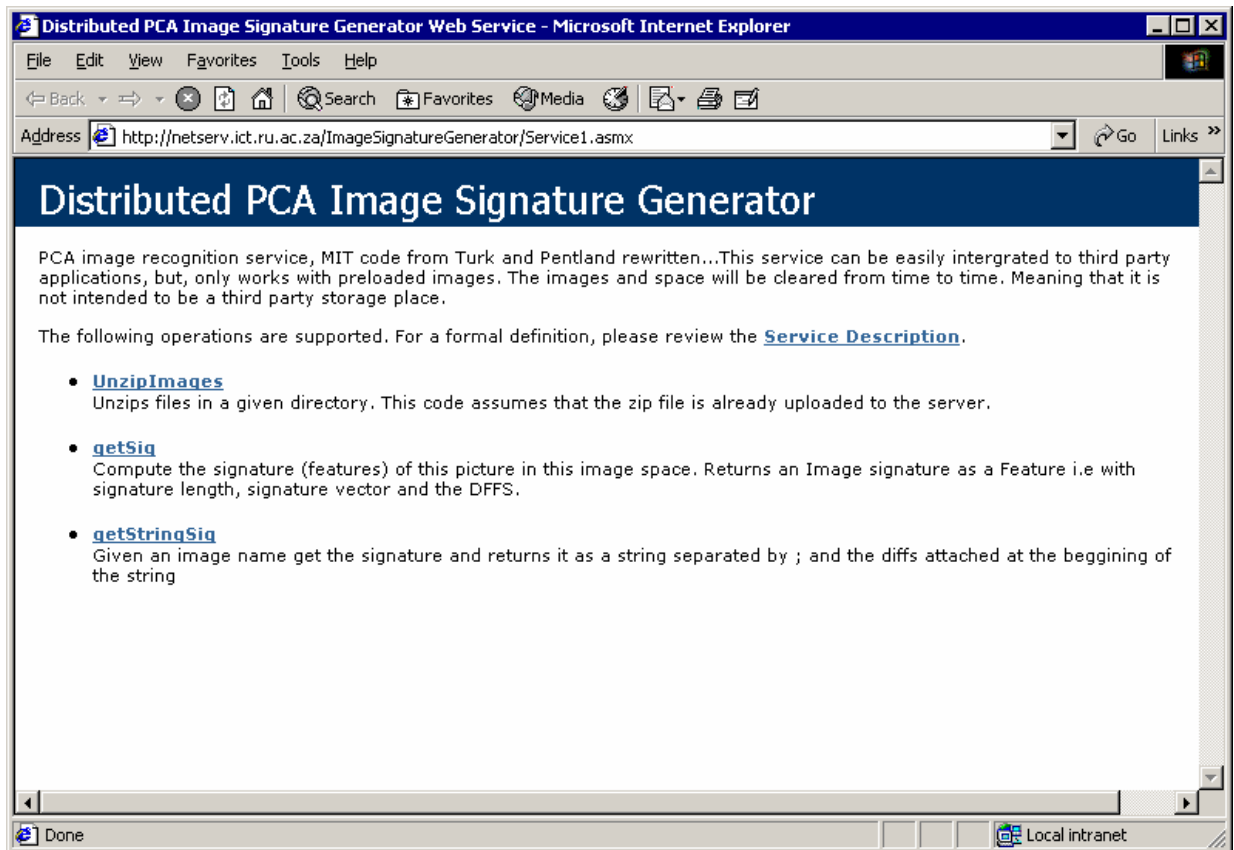 Distributed PCA Image Signature Generator Web Service - Microsoft Internet Explorer
File Edit View Favorites Tools Help
Back Search Favorites Media
Address http://netserv.ict.ru.ac.za/ImageSignatureGenerator/Service1.asmx Go Links »
Distributed PCA Image Signature Generator
PCA image recognition service, MIT code from Turk and Pentland rewritten...This service can be easily intergrated to third party
applications, but, only works with preloaded images. The images and space will be cleared from time to time. Meaning that it is
not intended to be a third party storage place.
The following operations are supported. For a formal definition, please review the Service Description.
• UnzipImages
Unzips files in a given directory. This code assumes that the zip file is already uploaded to the server.
• getSig
Compute the signature (features) of this picture in this image space. Returns an Image signature as a Feature i.e with
signature length, signature vector and the DFFS.
• getStringSig
Given an image name get the signature and returns it as a string separated by ; and the diffs attached at the beggining of
the string
Done Local intranet